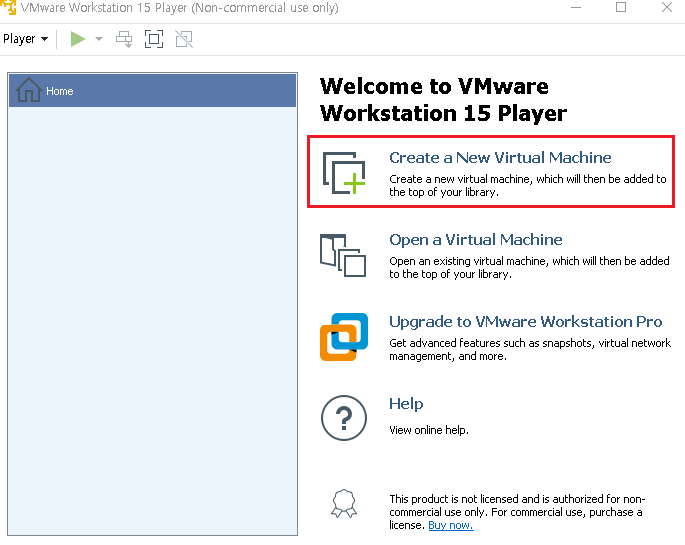 VMware Workstation 15 Player (Non-commercial use only)
Player
Home
Welcome to VMware
Workstation 15 Player
Create a New Virtual Machine
Create a new virtual machine, which will then be added to
the top of your library.
Open a Virtual Machine
Open an existing virtual machine, which will then be added
to the top of your library.
Upgrade to VMware Workstation Pro
Get advanced features such as snapshots, virtual network
management, and more.
?
Help
View online help.
This product is not licensed and is authorized for non-
commercial use only. For commercial use, purchase a
license. Buy now.